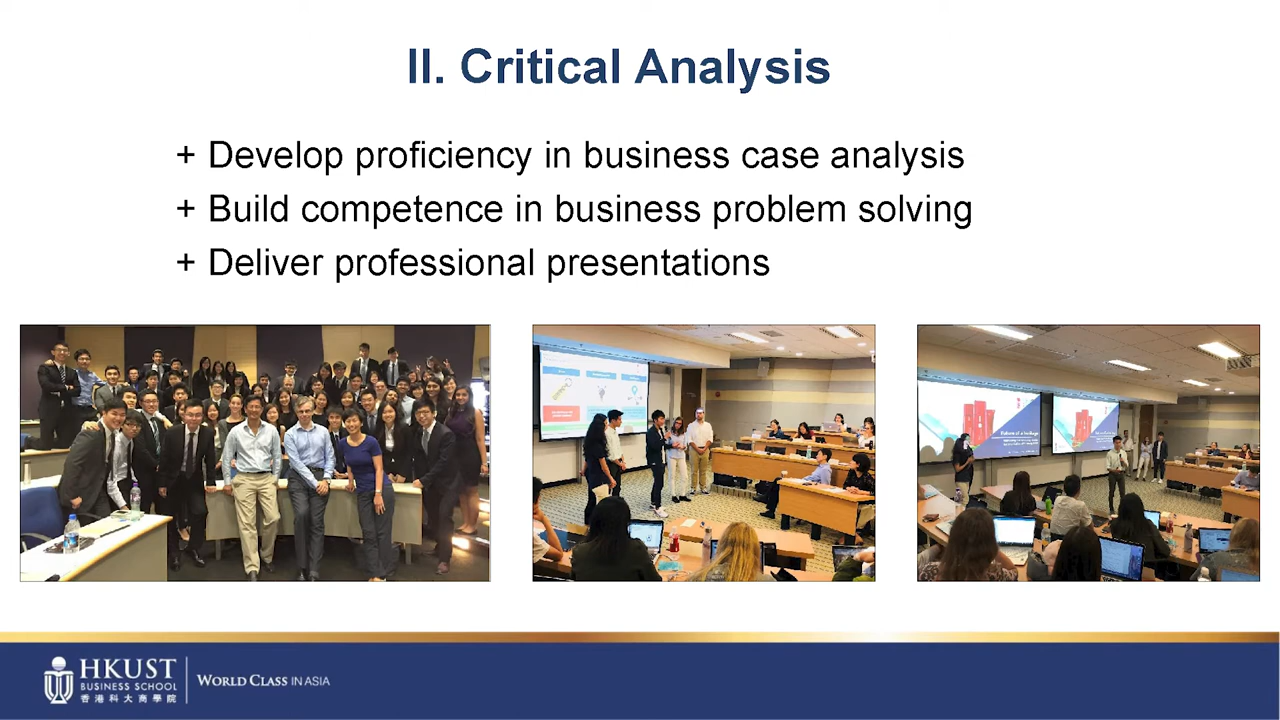 II. Critical Analysis
+ Develop proficiency in business case analysis
+ Build competence in business problem solving
+ Deliver professional presentations
HKUST
BUSINESS SCHOOL
香港科大商學院
WORLD CLASS IN ASIA